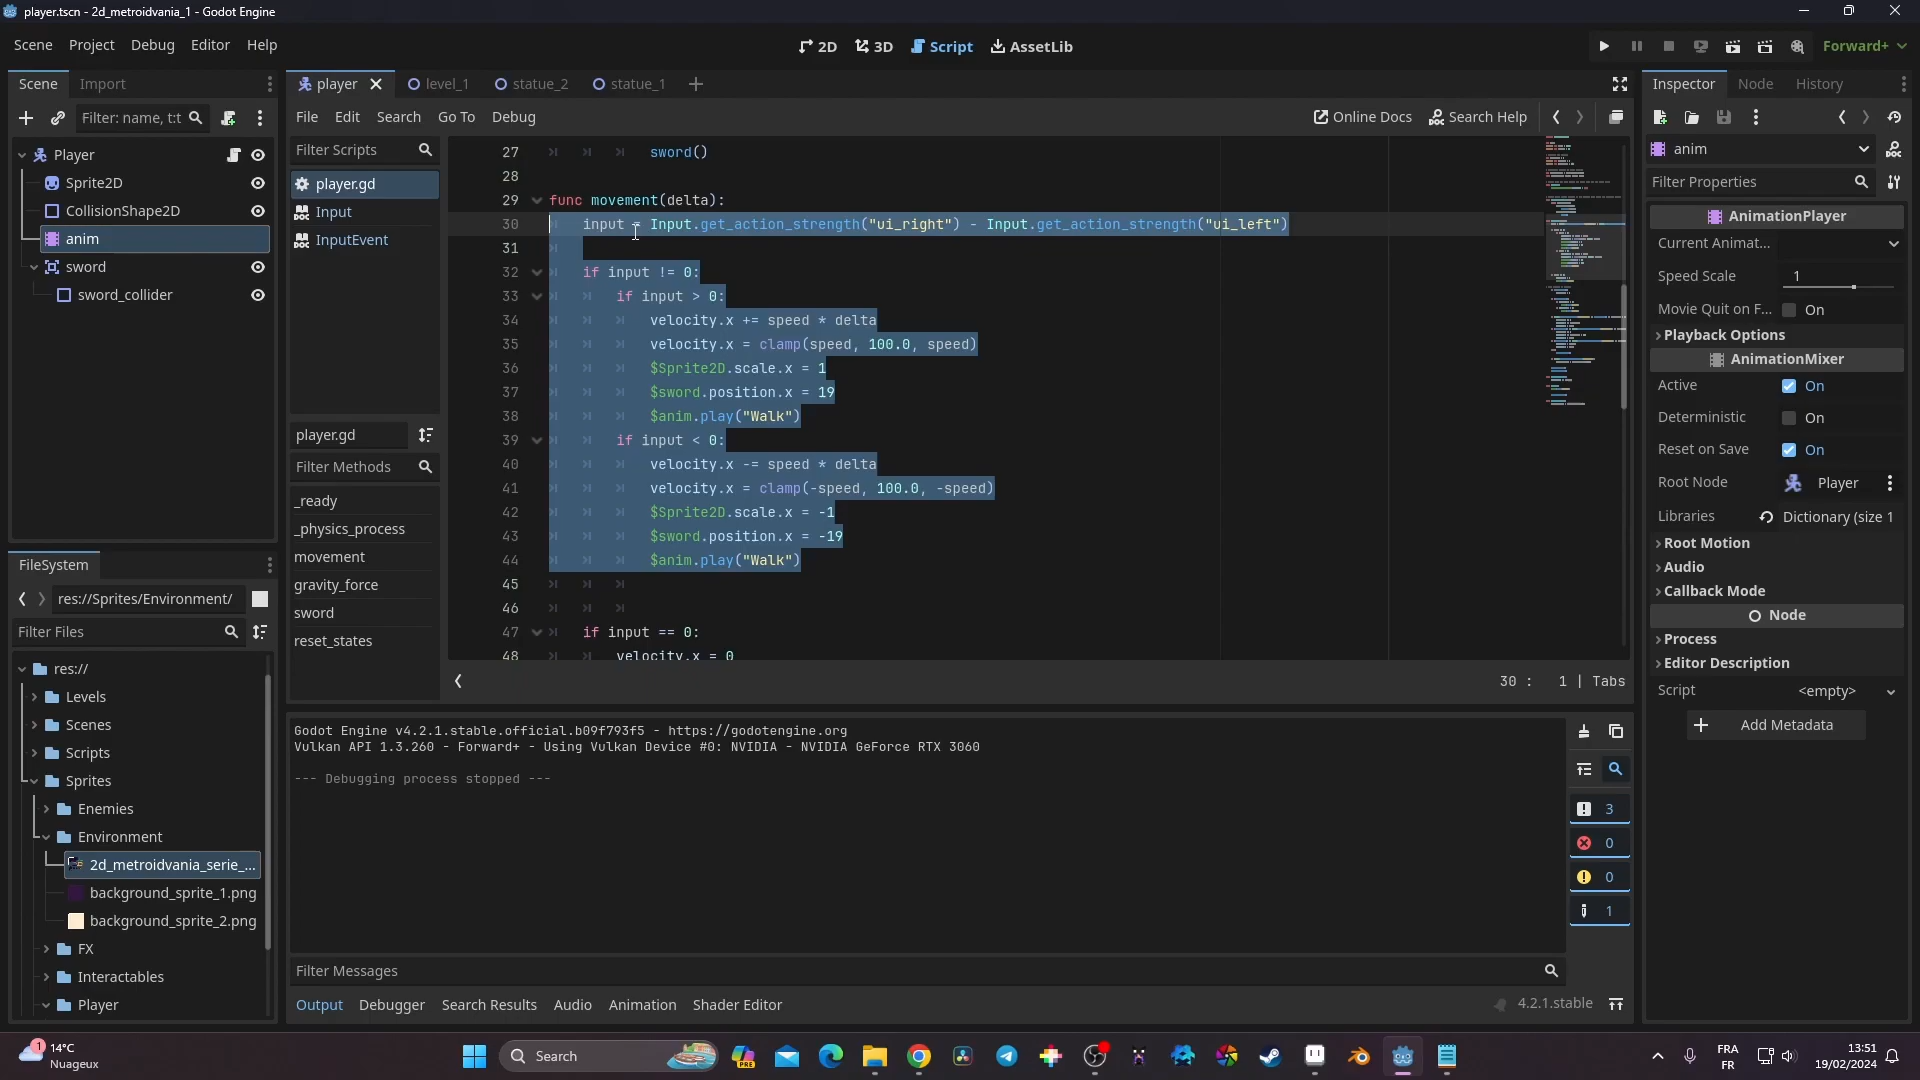 player.tscn - 2d_metroidvania_1 - Godot Engine
Scene Project Debug Editor Help
2D 3D Script AssetLib
Forward+
Scene Import
Filter: name, t:t
Player
Sprite2D
CollisionShape2D
anim
sword
sword_collider
FileSystem
res://Sprites/Environment/
Filter Files
res://
Levels
Scenes
Scripts
Sprites
Enemies
Environment
2d_metroidvania_serie_...
background_sprite_1.png
background_sprite_2.png
FX
Interactables
Player
player level_1 statue_2 statue_1
File Edit Search Go To Debug
Online Docs Search Help
Filter Scripts
player.gd
Input
InputEvent
player.gd
Filter Methods
_ready
_physics_process
movement
gravity_force
sword
reset_states
27 sword()
28
29 func movement(delta):
30 input = Input.get_action_strength("ui_right") - Input.get_action_strength("ui_left")
31
32 if input != 0:
33 if input > 0:
34 velocity.x += speed * delta
35 velocity.x = clamp(speed, 100.0, speed)
36 $Sprite2D.scale.x = 1
37 $sword.position.x = 19
38 $anim.play("Walk")
39 if input < 0:
40 velocity.x -= speed * delta
41 velocity.x = clamp(-speed, 100.0, -speed)
42 $Sprite2D.scale.x = -1
43 $sword.position.x = -19
44 $anim.play("Walk")
45
46
47 if input == 0:
48 velocity.x = 0
30 : 1 | Tabs
Godot Engine v4.2.1.stable.official.b09f793f5 - https://godotengine.org
Vulkan API 1.3.260 - Forward+ - Using Vulkan Device #0: NVIDIA - NVIDIA GeForce RTX 3060
--- Debugging process stopped ---
3
0
0
1
Filter Messages
Output Debugger Search Results Audio Animation Shader Editor
4.2.1.stable
Inspector Node History
anim
Filter Properties
AnimationPlayer
Current Animat...
Speed Scale 1
Movie Quit on F... On
Playback Options
AnimationMixer
Active On
Deterministic On
Reset on Save On
Root Node Player
Libraries Dictionary (size 1
Root Motion
Audio
Callback Mode
Node
Process
Editor Description
Script <empty>
Add Metadata
1
14°C
Nuageux
Search
PRE
FRA
FR
13:51
19/02/2024